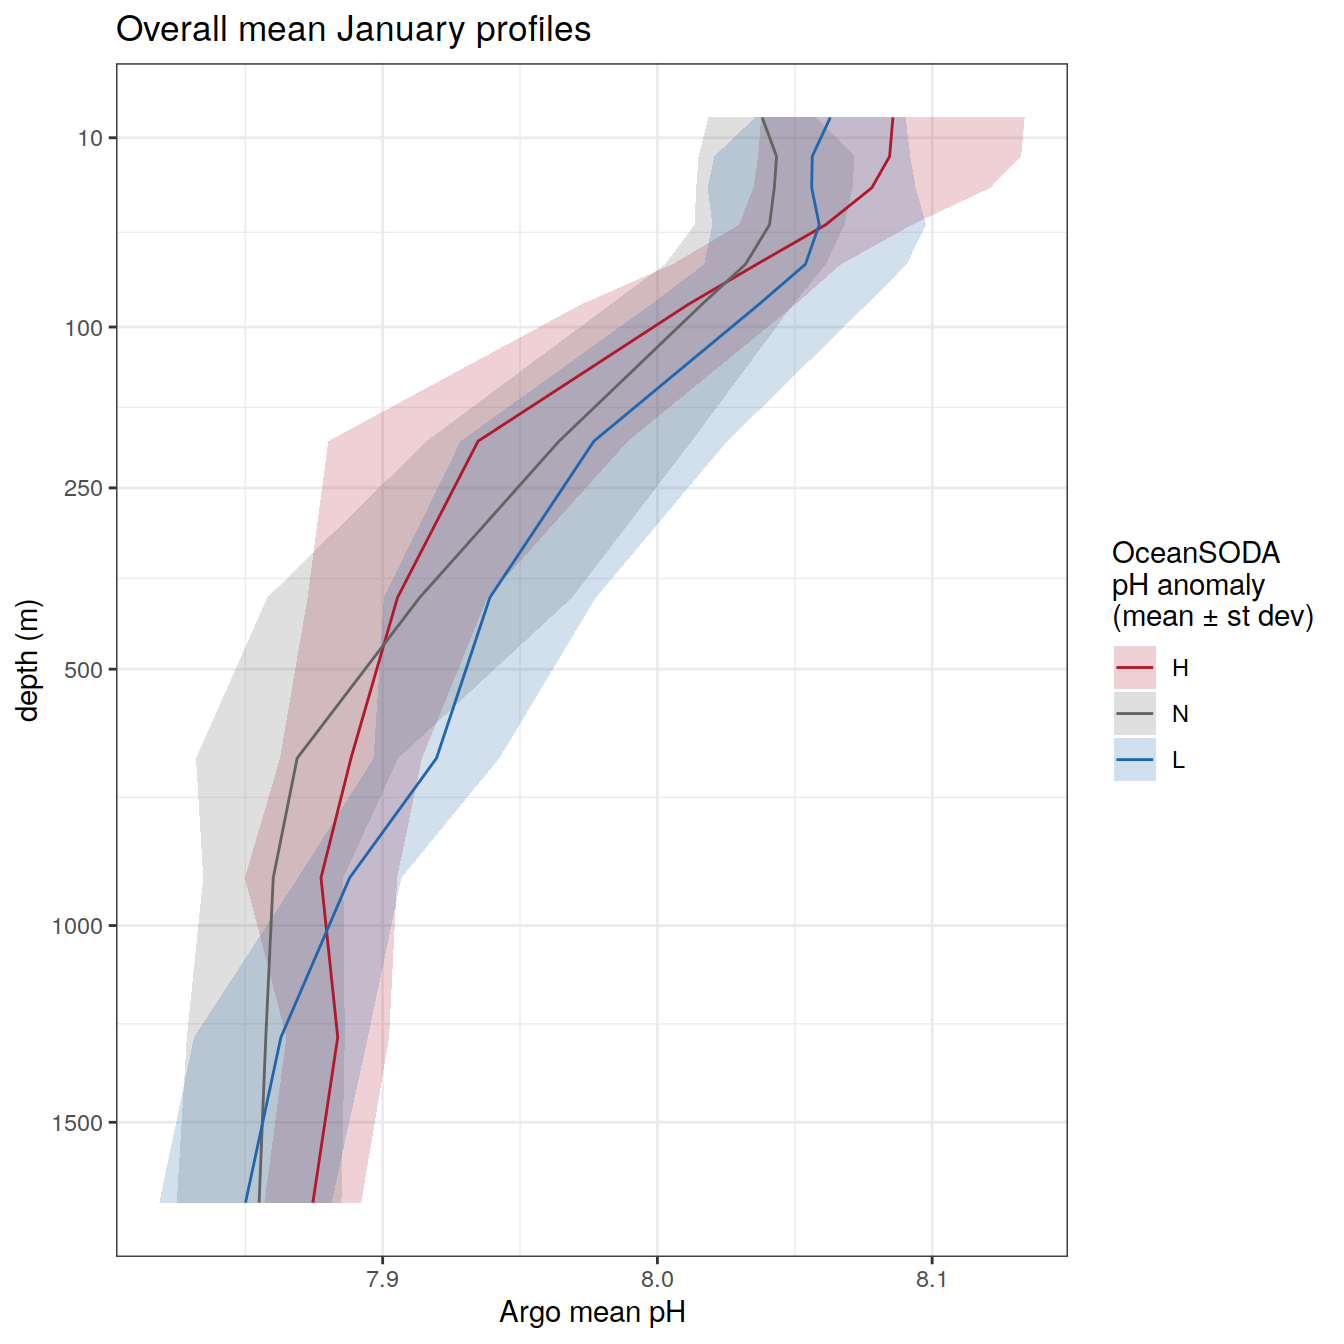 Overall mean January profiles
depth (m)
10
100
250
500
1000
1500
7.9
8.0
8.1
Argo mean pH
OceanSODA
pH anomaly
(mean ± st dev)
H
N
L